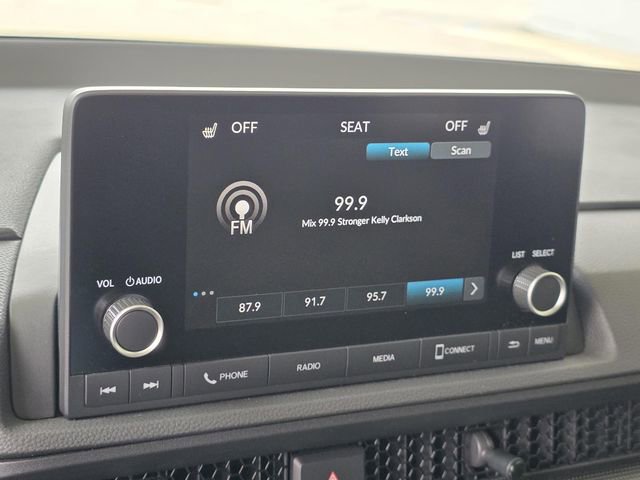 OFF SEAT OFF
Text Scan
99.9
Mix 99.9 Stronger Kelly Clarkson
FM
LIST SELECT
VOL AUDIO
87.9 91.7 95.7 99.9
PHONE RADIO MEDIA CONNECT MENU